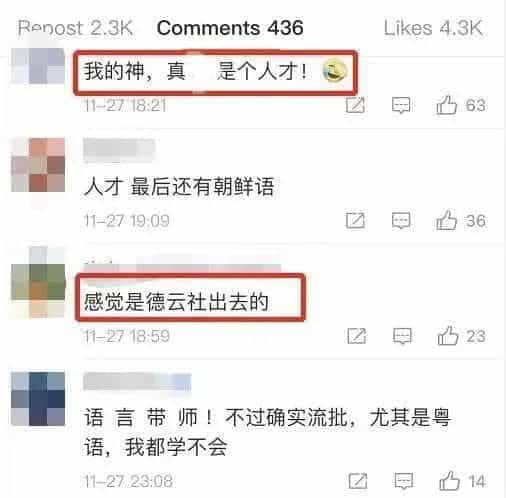 Repost 2.3K Comments 436 Likes 4.3K
我的神，真 是个人才！🤣
11-27 18:21 63
人才 最后还有朝鲜语
11-27 19:09 36
感觉是德云社出去的
11-27 18:59 23
语 言 带 师 ！不过确实流批，尤其是粤
语，我都学不会
11-27 23:08 14